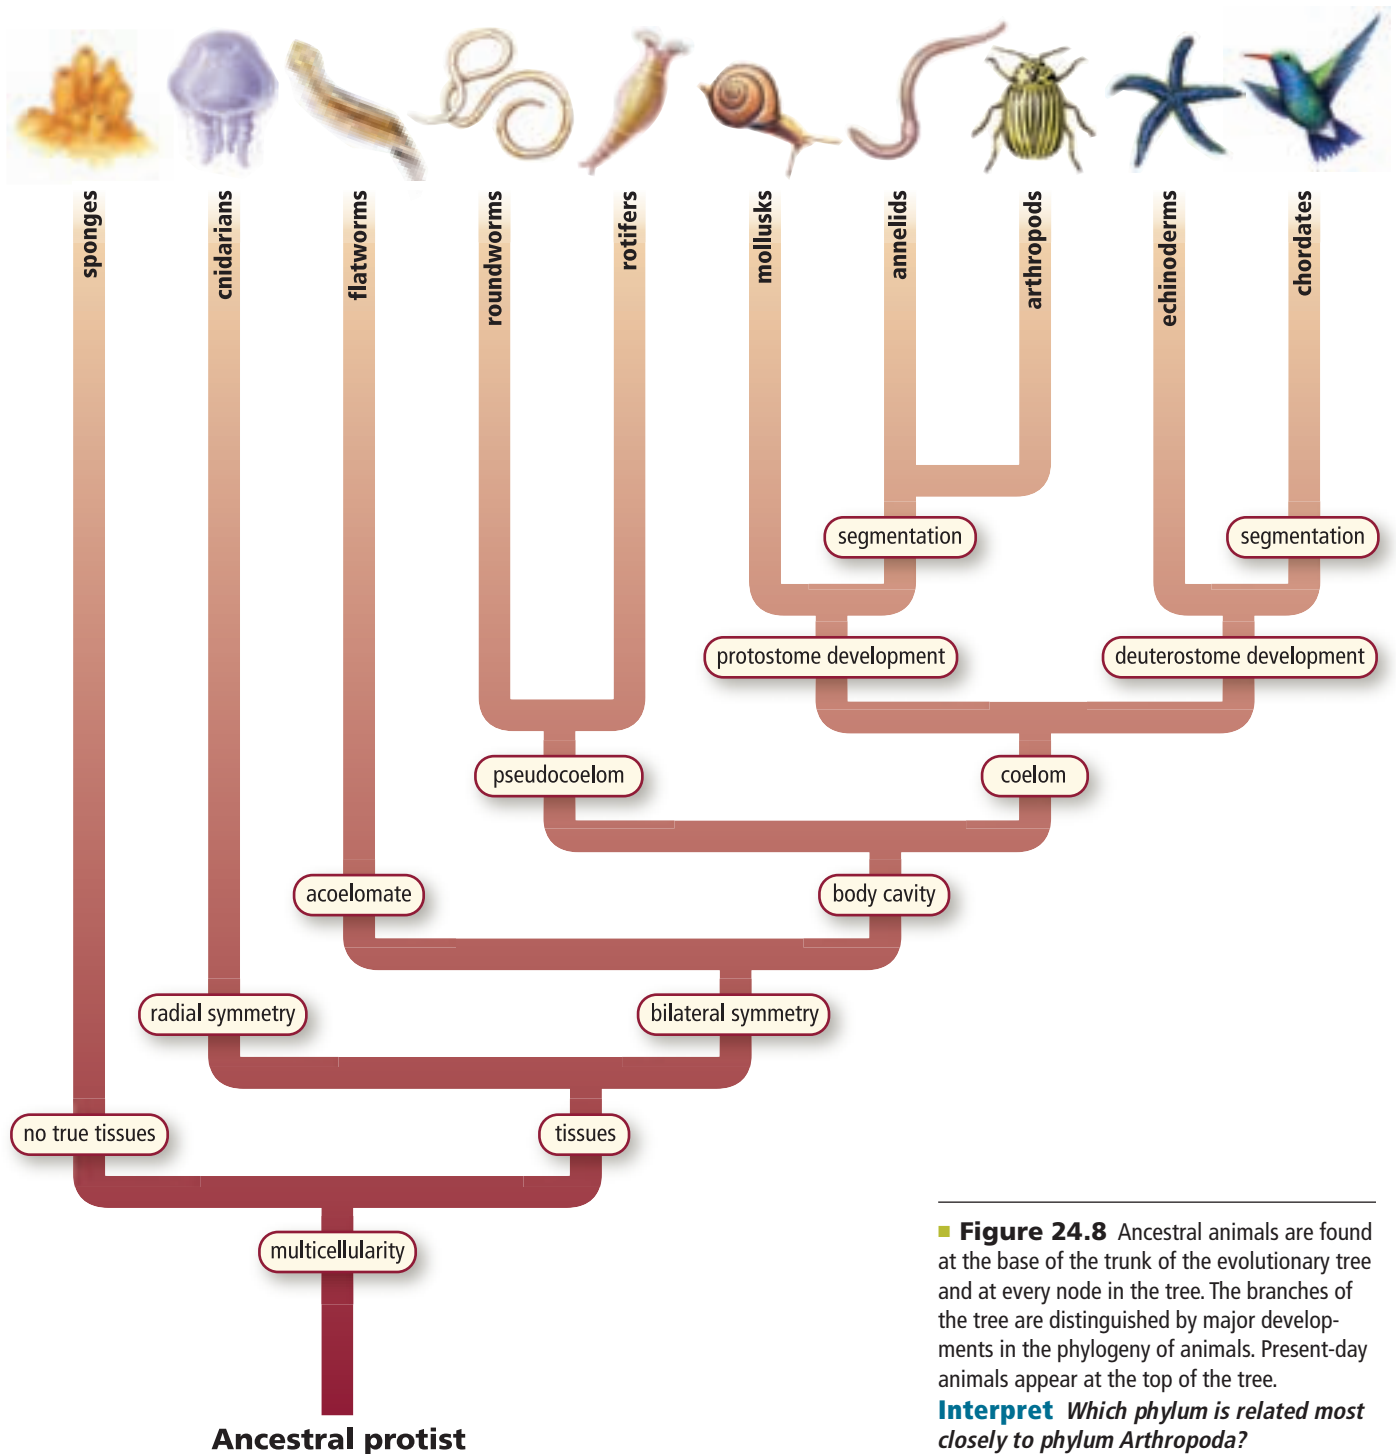 sponges
cnidarians
flatworms
roundworms
rotifers
mollusks
annelids
arthropods
echinoderms
chordates
segmentation
segmentation
protostome development
deuterostome development
pseudocoelom
coelom
acoelomate
body cavity
radial symmetry
bilateral symmetry
no true tissues
tissues
multicellularity
Ancestral protist
■ Figure 24.8 Ancestral animals are found
at the base of the trunk of the evolutionary tree
and at every node in the tree. The branches of
the tree are distinguished by major develop-
ments in the phylogeny of animals. Present-day
animals appear at the top of the tree.
Interpret Which phylum is related most
closely to phylum Arthropoda?